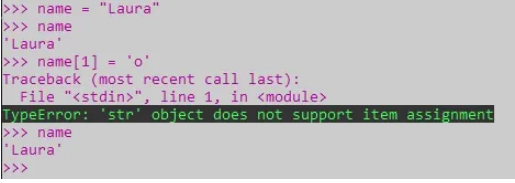 >>> name = "Laura"
>>> name
'Laura'
>>> name[1] = 'o'
Traceback (most recent call last):
  File "<stdin>", line 1, in <module>
TypeError: 'str' object does not support item assignment
>>> name
'Laura'
>>>